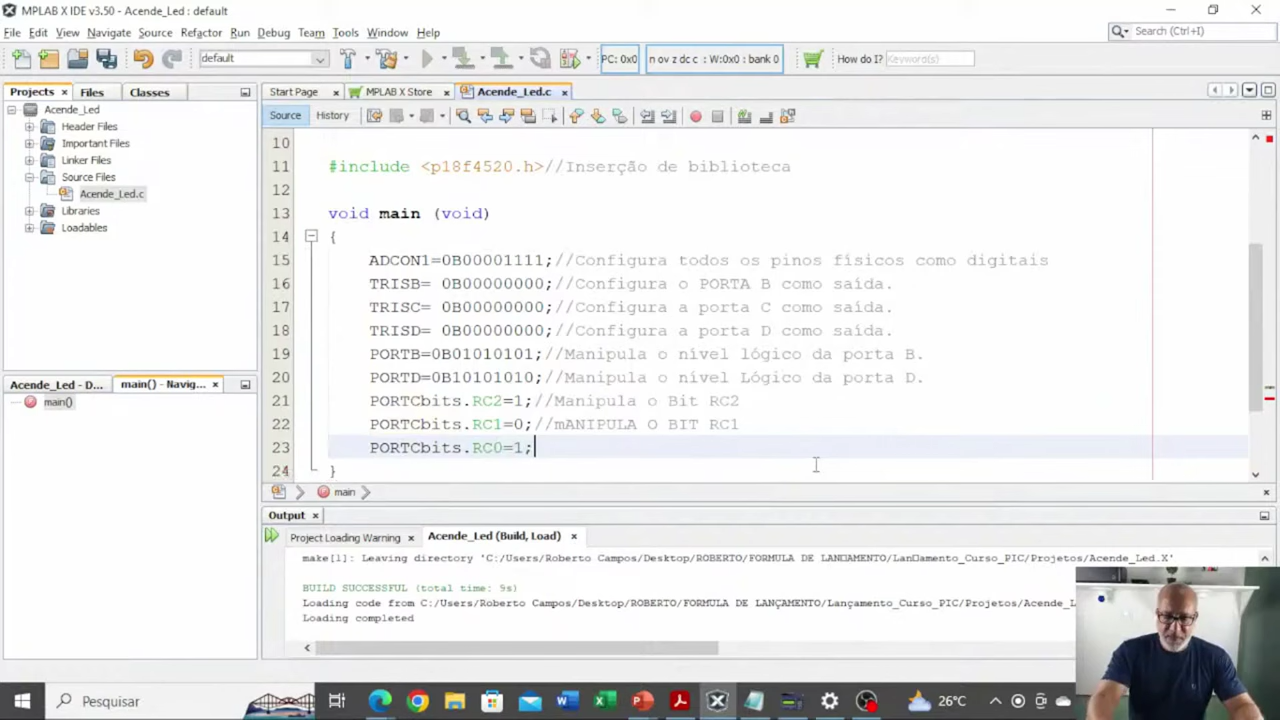 MPLAB X IDE v3.50 - Acende_Led : default
File Edit View Navigate Source Refactor Run Debug Team Tools Window Help
Search (Ctrl+I)
default
PC: 0x0
n ov z dc c : W:0x0 : bank 0
How do I?
Keyword(s)
Projects
Files
Classes
Start Page
MPLAB X Store
Acende_Led.c
Acende_Led
Header Files
Important Files
Linker Files
Source Files
Acende_Led.c
Libraries
Loadables
Source
History
10
11 #include <p18f4520.h>//Inserção de biblioteca
12
13 void main (void)
14 {
15 ADCON1=0B00001111;//Configura todos os pinos físicos como digitais
16 TRISB= 0B00000000;//Configura o PORTA B como saída.
17 TRISC= 0B00000000;//Configura a porta C como saída.
18 TRISD= 0B00000000;//Configura a porta D como saída.
19 PORTB=0B01010101;//Manipula o nível lógico da porta B.
20 PORTD=0B10101010;//Manipula o nível Lógico da porta D.
21 PORTCbits.RC2=1;//Manipula o Bit RC2
22 PORTCbits.RC1=0;//mANIPULA O BIT RC1
23 PORTCbits.RC0=1;
24 }
Acende_Led - D...
main() - Navig...
main()
main
Output
Project Loading Warning
Acende_Led (Build, Load)
make[1]: Leaving directory 'C:/Users/Roberto Campos/Desktop/ROBERTO/FORMULA DE LAN□AMENTO/Lan□amento_Curso_PIC/Projetos/Acende_Led.X'
BUILD SUCCESSFUL (total time: 9s)
Loading code from C:/Users/Roberto Campos/Desktop/ROBERTO/FORMULA DE LANÇAMENTO/Lançamento_Curso_PIC/Projetos/Acende_L
Loading completed
Pesquisar
26°C